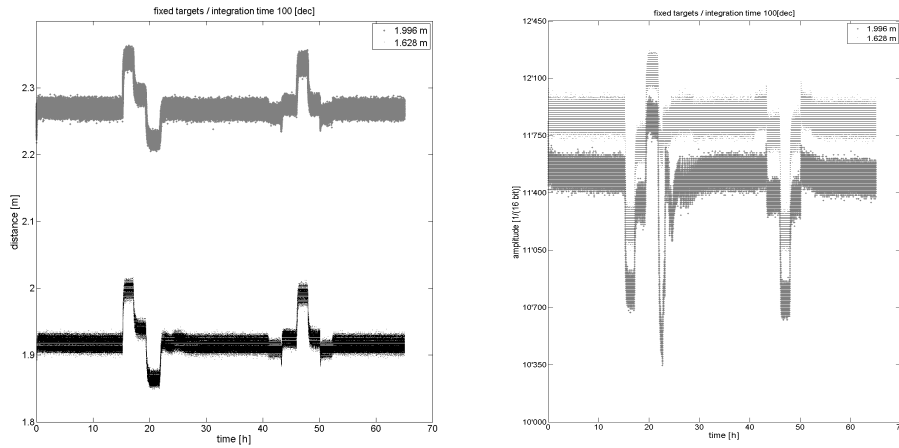 fixed targets / integration time 100 [dec]
1.996 m
1.628 m
distance [m]
2.3
2.2
2.1
2
1.9
1.8
0 10 20 30 40 50 60 70
time [h]
fixed targets / integration time 100[dec]
1.996 m
1.628 m
amplitude [1/(16 bit)]
12'450
12'100
11'750
11'400
11'050
10'700
10'350
10'000
0 10 20 30 40 50 60 70
time [h]